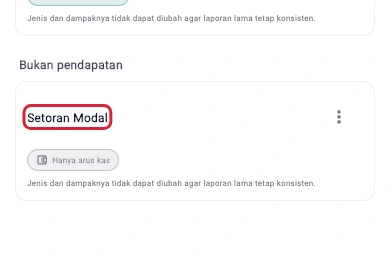 Jenis dan dampaknya tidak dapat diubah agar laporan lama tetap konsisten.
Bukan pendapatan
Setoran Modal
Hanya arus kas
Jenis dan dampaknya tidak dapat diubah agar laporan lama tetap konsisten.